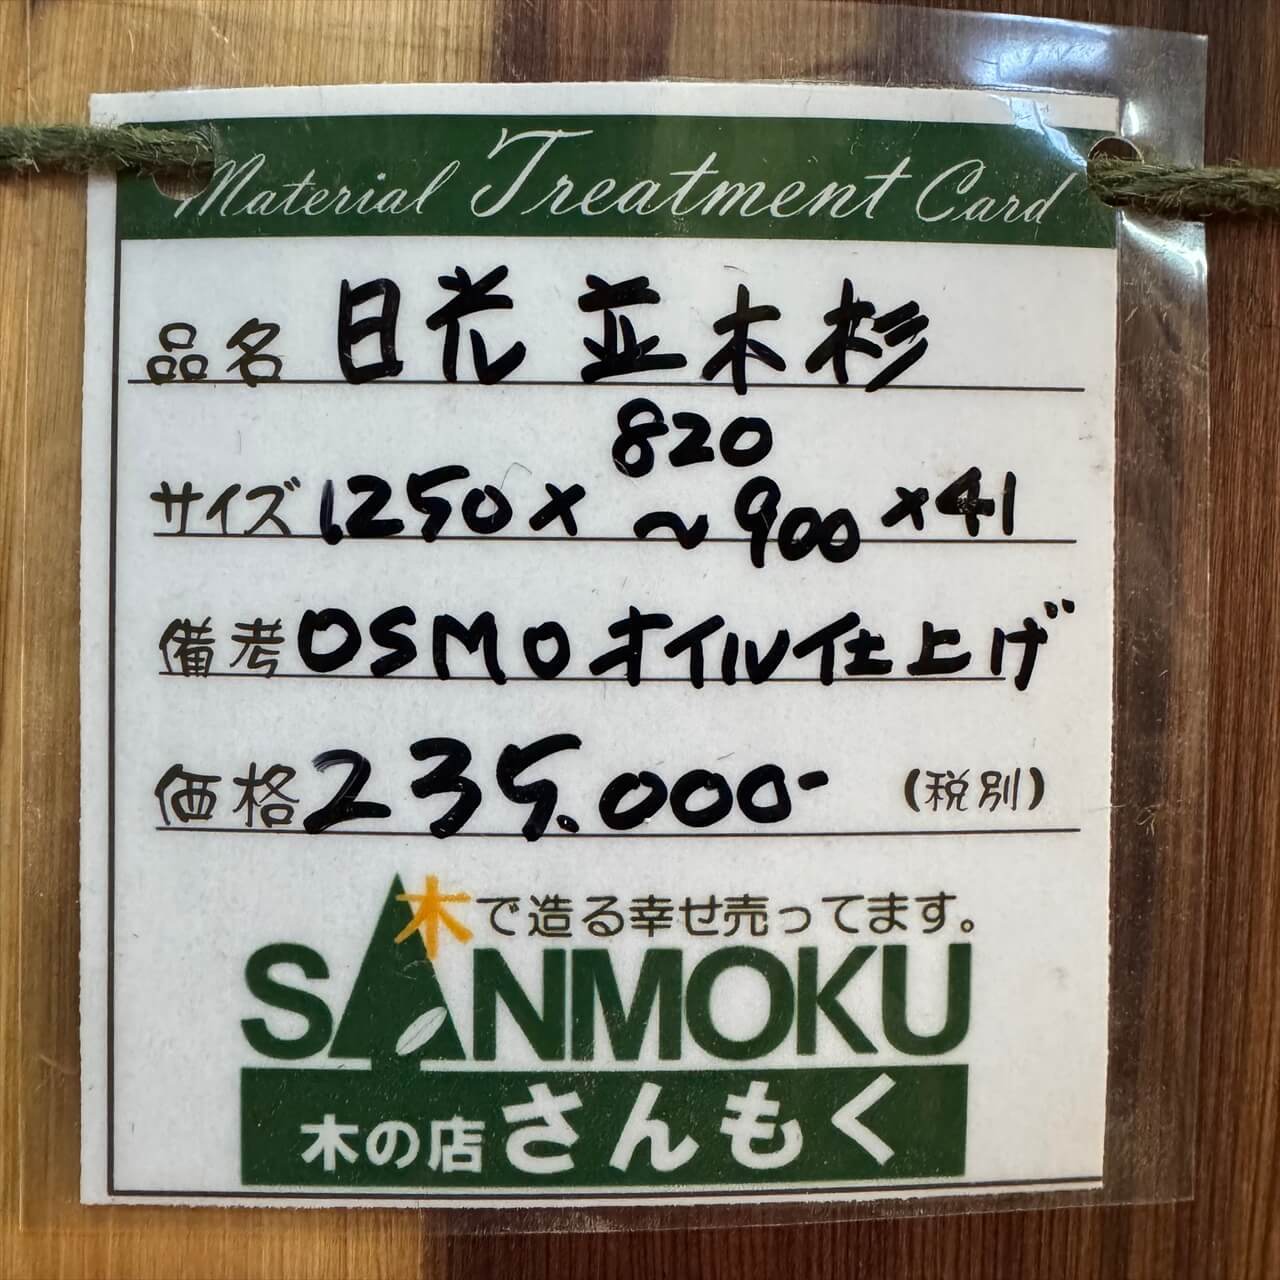 Material Treatment Card
品名 日光 並木杉
820
サイズ 1,250 × ~900 ×41
備考 OSMO オイル仕上げ
価格 235.000- (税別)
木で造る幸せ売ってます。
SANMOKU
木の店 さんもく